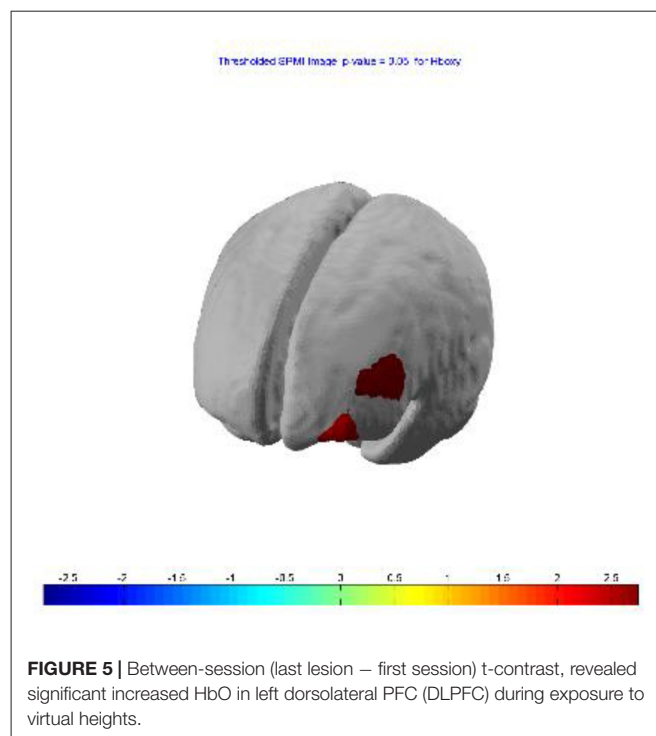 Thresholded SPMI Image p-value = 0.05 for Hboxy
-2.5 -2 -1.5 -1 -0.5 0 0.5 1 1.5 2 2.5
FIGURE 5 | Between-session (last lesion − first session) t-contrast, revealed
significant increased HbO in left dorsolateral PFC (DLPFC) during exposure to
virtual heights.